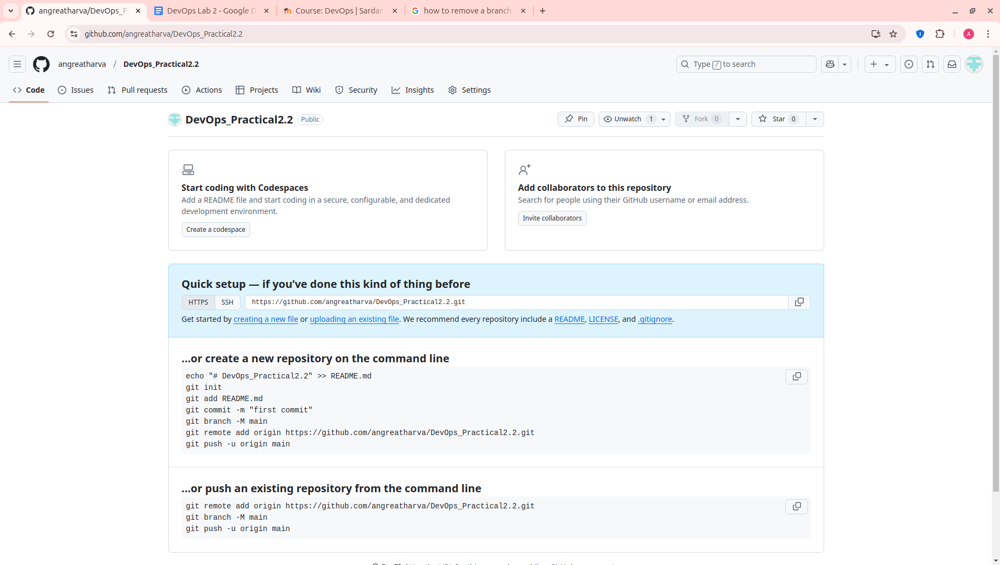 angreatharva/DevOps_P
DevOps Lab 2 - Google D
Course: DevOps | Sardar
how to remove a branch
github.com/angreatharva/DevOps_Practical2.2
A
angreatharva / DevOps_Practical2.2
Type / to search
Code
Issues
Pull requests
Actions
Projects
Wiki
Security
Insights
Settings
DevOps_Practical2.2 Public
Pin
Unwatch 1
Fork 0
Star 0
Start coding with Codespaces
Add a README file and start coding in a secure, configurable, and dedicated
development environment.
Create a codespace
Add collaborators to this repository
Search for people using their GitHub username or email address.
Invite collaborators
Quick setup — if you’ve done this kind of thing before
HTTPS SSH https://github.com/angreatharva/DevOps_Practical2.2.git
Get started by creating a new file or uploading an existing file. We recommend every repository include a README, LICENSE, and .gitignore.
…or create a new repository on the command line
echo "# DevOps_Practical2.2" >> README.md
git init
git add README.md
git commit -m "first commit"
git branch -M main
git remote add origin https://github.com/angreatharva/DevOps_Practical2.2.git
git push -u origin main
…or push an existing repository from the command line
git remote add origin https://github.com/angreatharva/DevOps_Practical2.2.git
git branch -M main
git push -u origin main